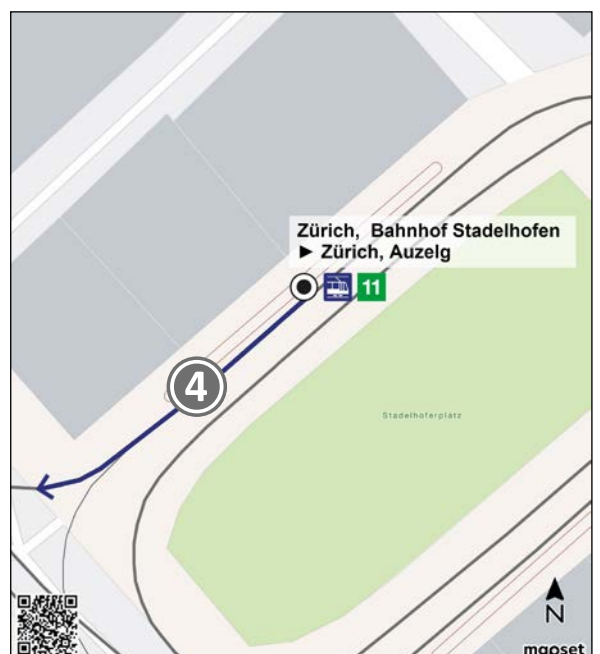 Zürich, Bahnhof Stadelhofen
► Zürich, Auzelg
11
4
Stadelhoferplatz
N
mgoset